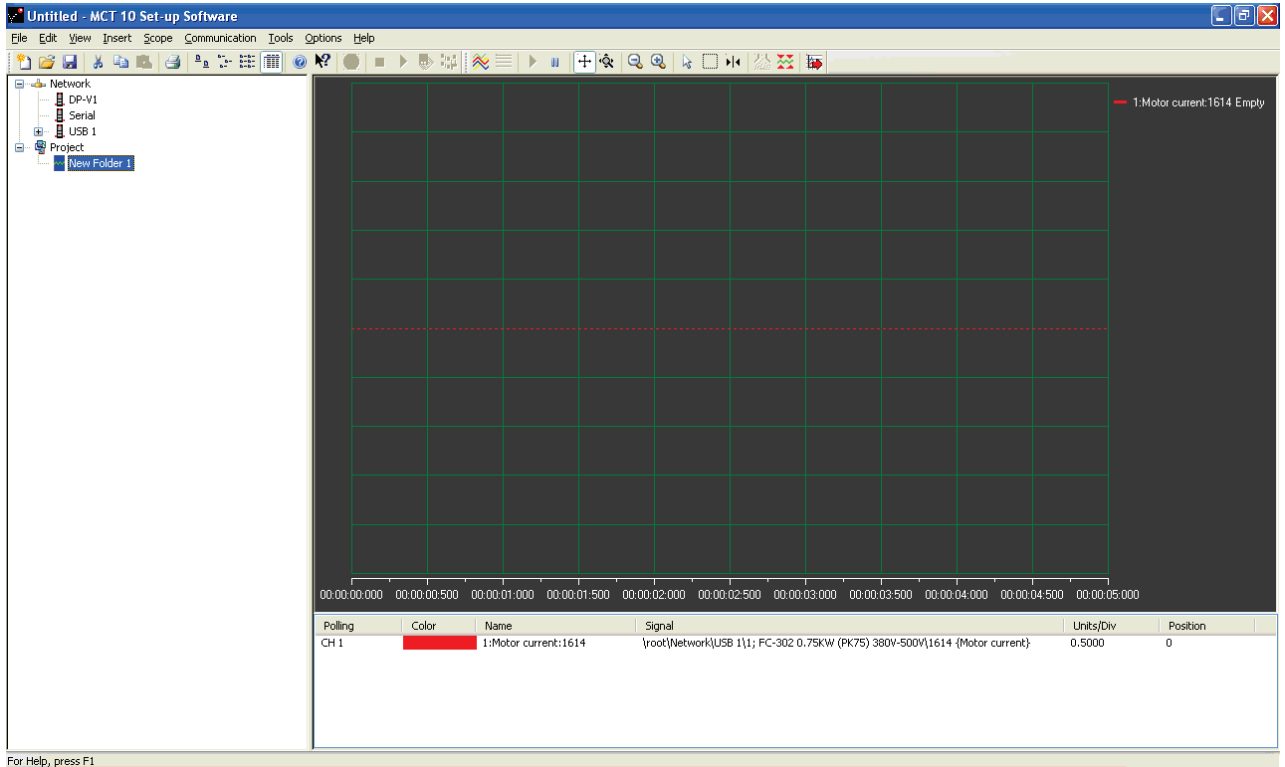 Untitled - MCT 10 Set-up Software
File Edit View Insert Scope Communication Tools Options Help
Network
DP-V1
Serial
USB 1
Project
New Folder 1
1:Motor current:1614 Empty
00:00:00:000 00:00:00:500 00:00:01:000 00:00:01:500 00:00:02:000 00:00:02:500 00:00:03:000 00:00:03:500 00:00:04:000 00:00:04:500 00:00:05:000
Polling Color Name Signal Units/Div Position
CH 1 1:Motor current:1614 \root\Network\USB 1\1; FC-302 0.75KW (PK75) 380V-500V\1614 {Motor current} 0.5000 0
For Help, press F1